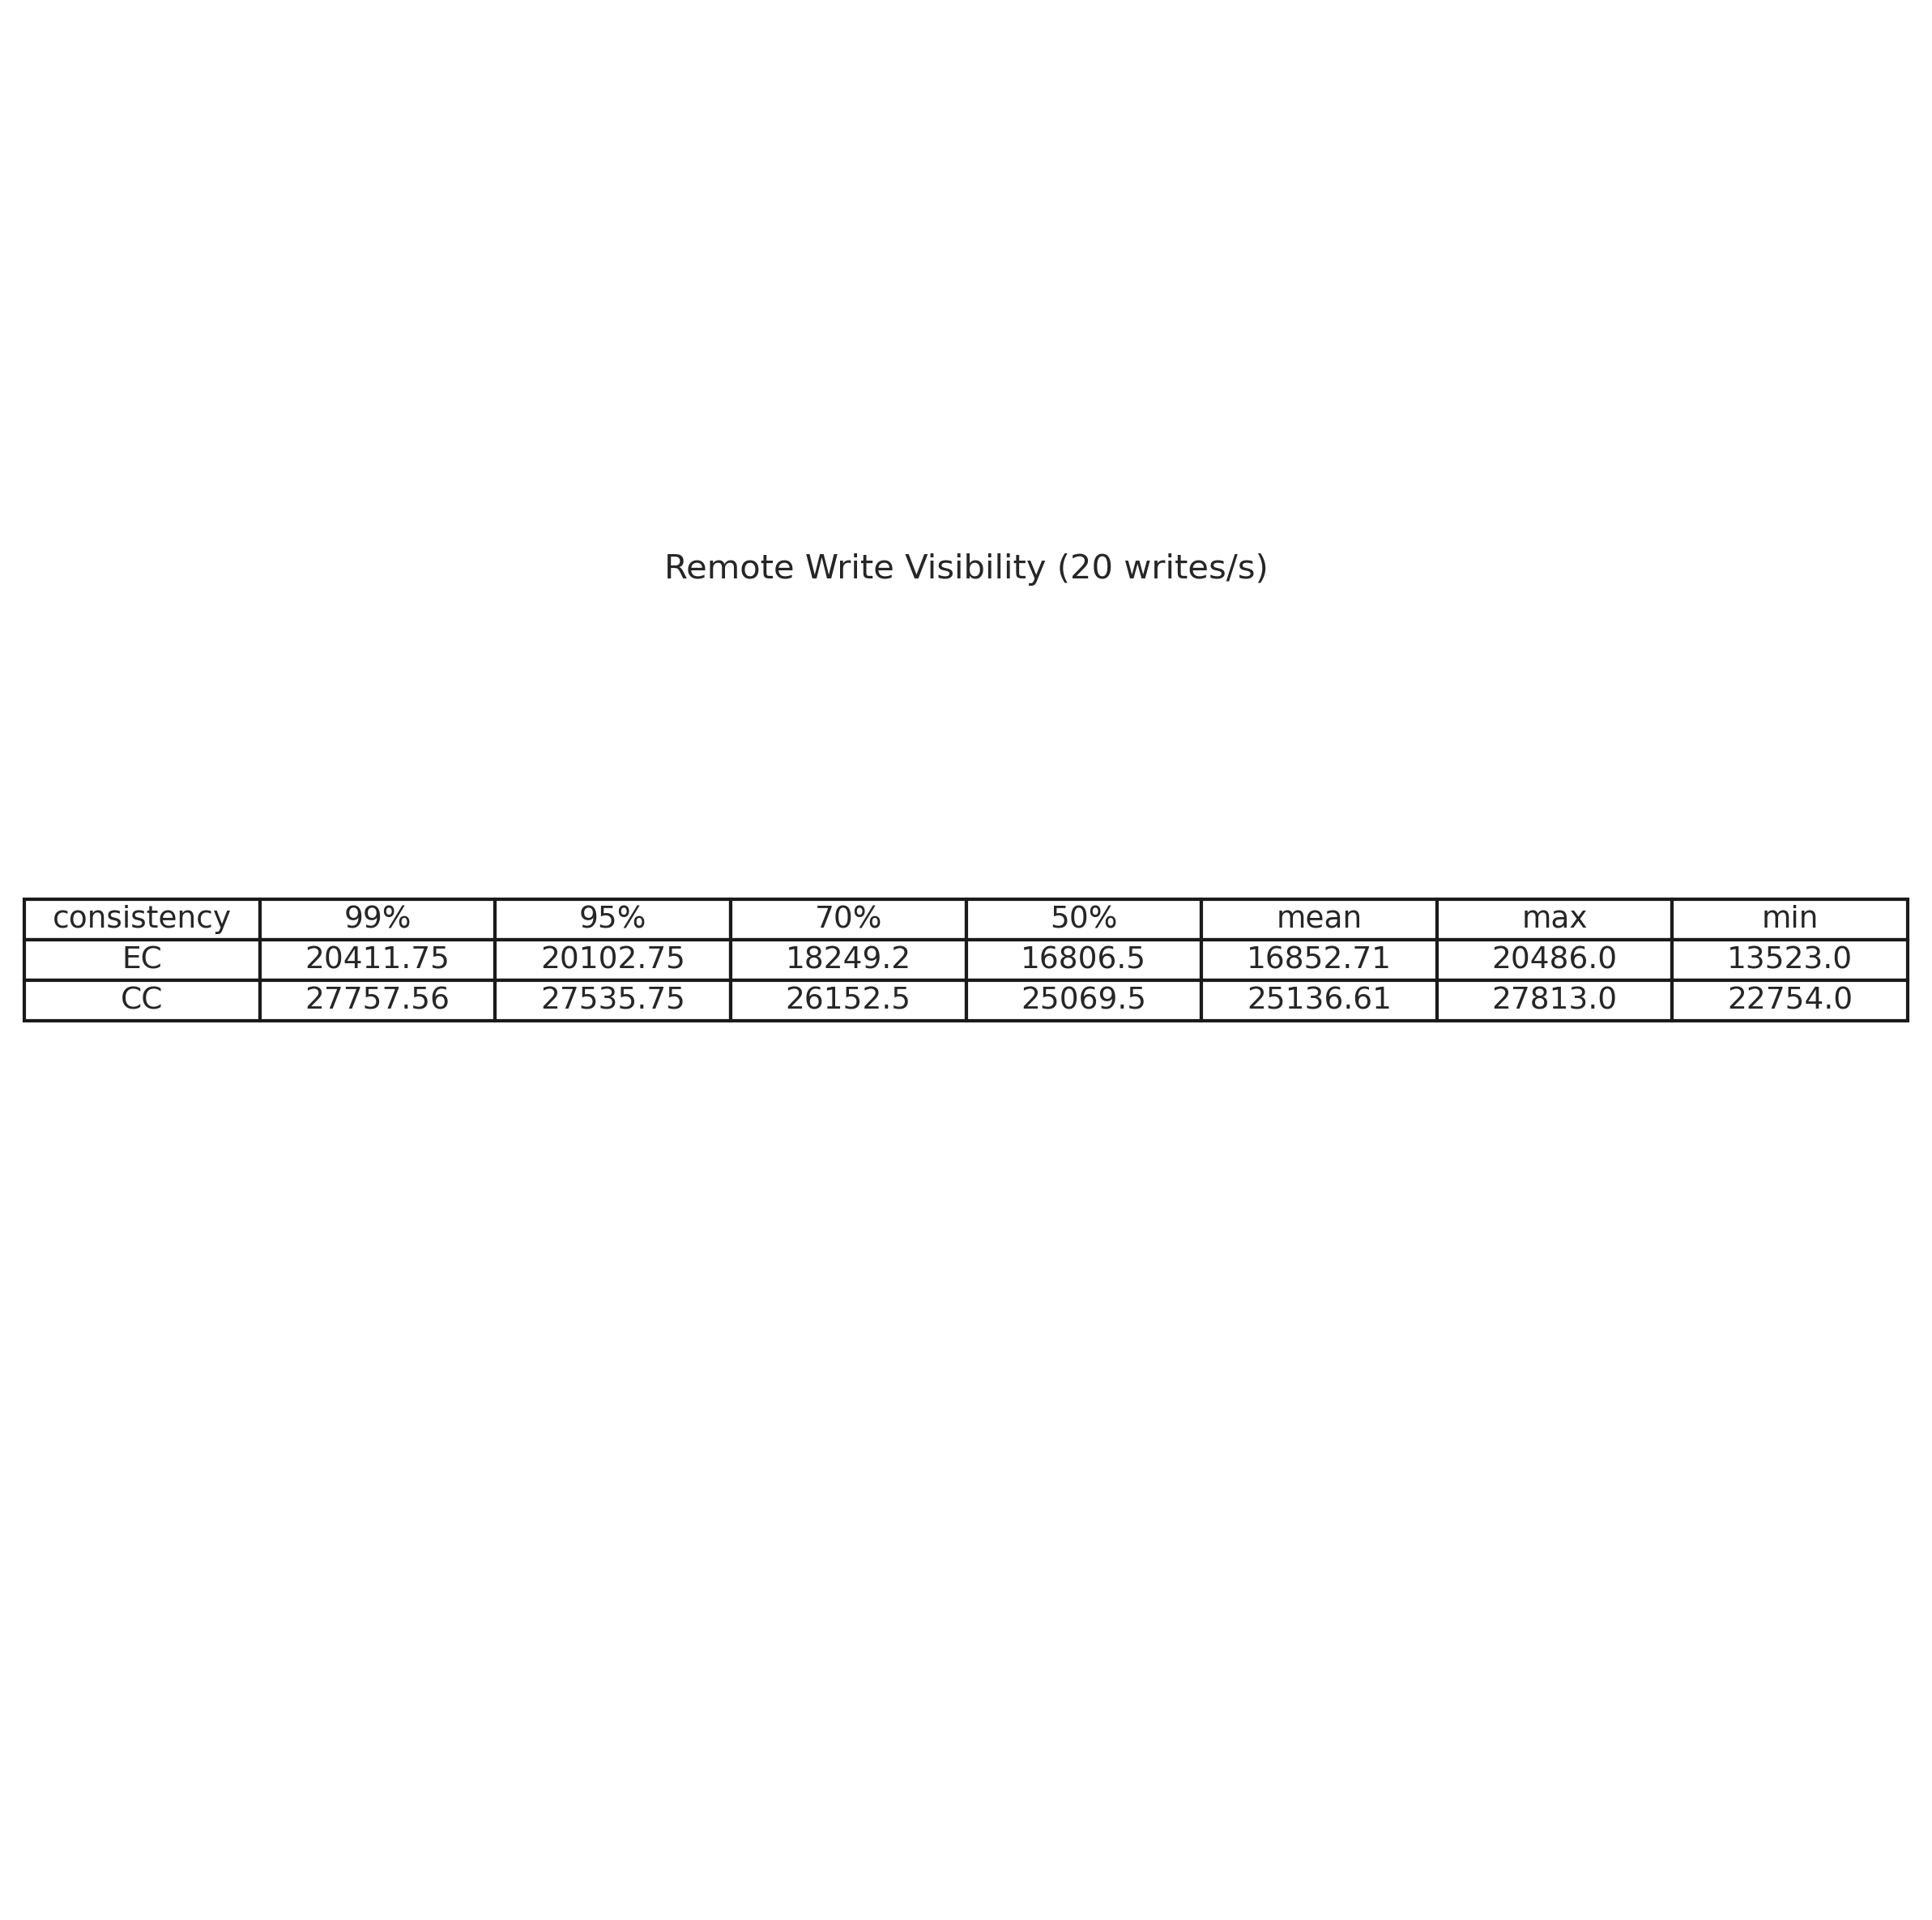 Remote Write Visibility (20 writes/s)
consistency 99% 95% 70% 50% mean max min
EC 20411.75 20102.75 18249.2 16806.5 16852.71 20486.0 13523.0
CC 27757.56 27535.75 26152.5 25069.5 25136.61 27813.0 22754.0